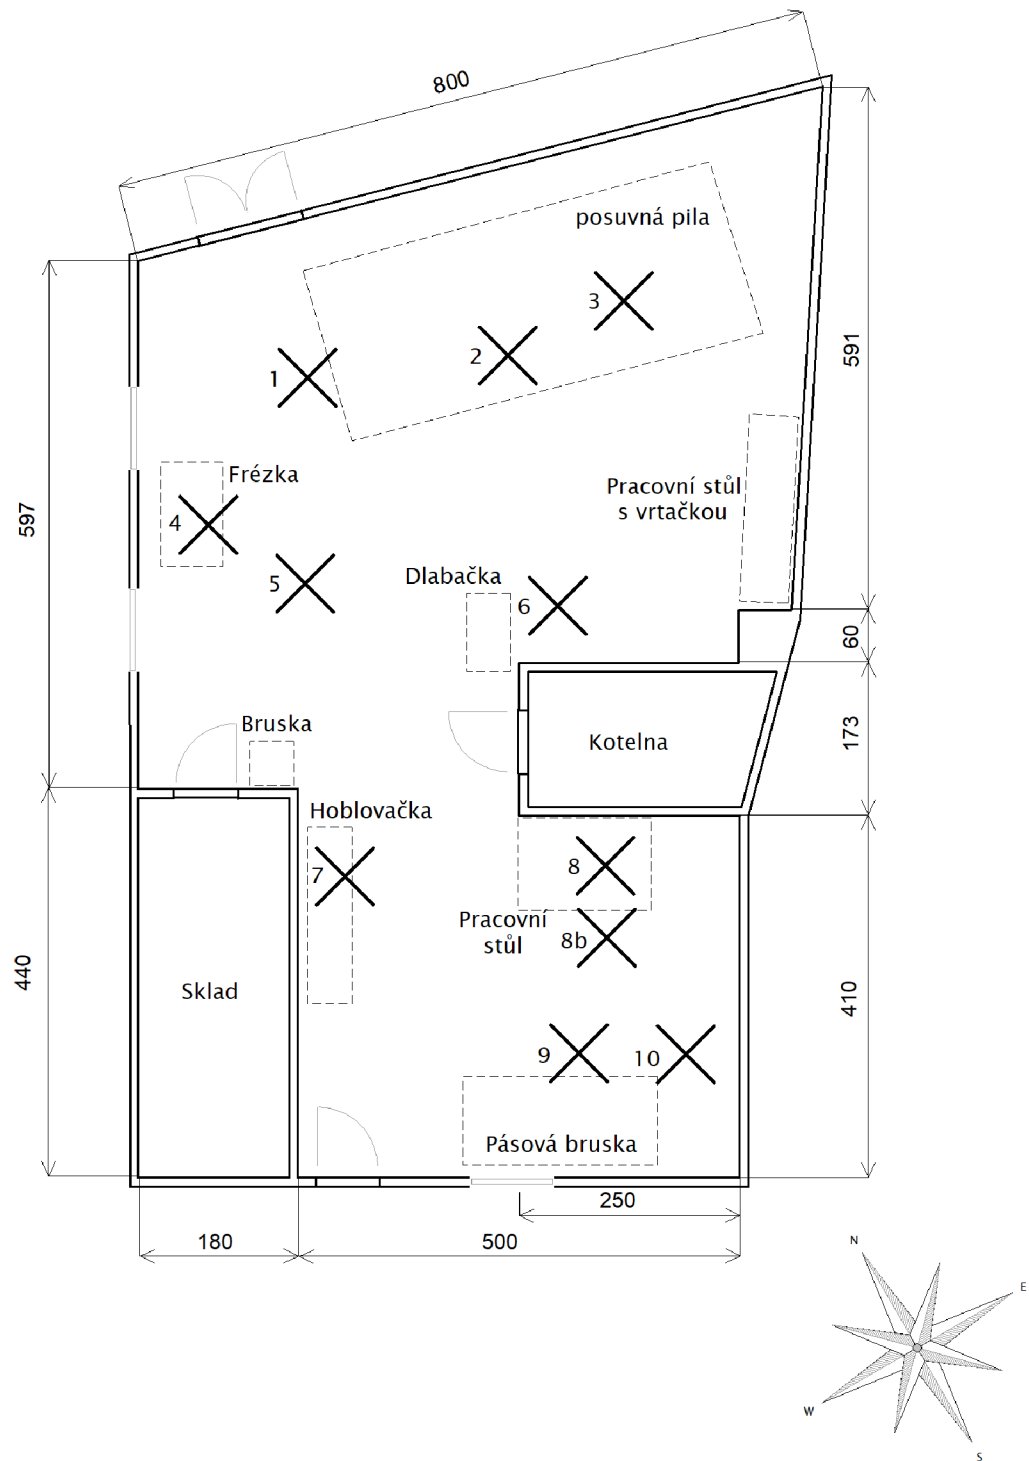 800
posuvná pila
3
2
1
591
Frézka
Pracovní stůl
s vrtačkou
4
597
5
Dlabačka
6
60
Bruska
Kotelna
173
Hoblovačka
7
8
Pracovní
stůl
8b
Sklad
440
410
9
10
Pásová bruska
250
180
500
N
E
W
S